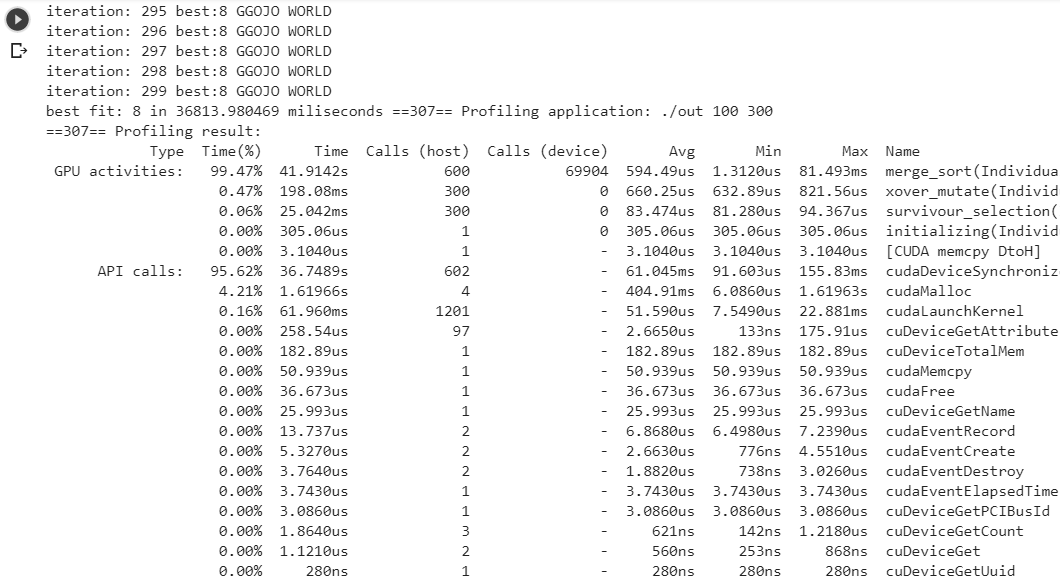 iteration: 295 best:8 GGOJO WORLD
iteration: 296 best:8 GGOJO WORLD
iteration: 297 best:8 GGOJO WORLD
iteration: 298 best:8 GGOJO WORLD
iteration: 299 best:8 GGOJO WORLD
best fit: 8 in 36813.980469 miliseconds ==307== Profiling application: ./out 100 300
==307== Profiling result:
Type Time(%) Time Calls (host) Calls (device) Avg Min Max Name
GPU activities: 99.47% 41.9142s 600 69904 594.49us 1.3120us 81.493ms merge_sort(Individua
0.47% 198.08ms 300 0 660.25us 632.89us 821.56us xover_mutate(Individ
0.06% 25.042ms 300 0 83.474us 81.280us 94.367us survivour_selection(
0.00% 305.06us 1 0 305.06us 305.06us 305.06us initializing(Individ
0.00% 3.1040us 1 - 3.1040us 3.1040us 3.1040us [CUDA memcpy DtoH]
API calls: 95.62% 36.7489s 602 - 61.045ms 91.603us 155.83ms cudaDeviceSynchroniz
4.21% 1.61966s 4 - 404.91ms 6.0860us 1.61963s cudaMalloc
0.16% 61.960ms 1201 - 51.590us 7.5490us 22.881ms cudaLaunchKernel
0.00% 258.54us 97 - 2.6650us 133ns 175.91us cuDeviceGetAttribute
0.00% 182.89us 1 - 182.89us 182.89us 182.89us cuDeviceTotalMem
0.00% 50.939us 1 - 50.939us 50.939us 50.939us cudaMemcpy
0.00% 36.673us 1 - 36.673us 36.673us 36.673us cudaFree
0.00% 25.993us 1 - 25.993us 25.993us 25.993us cuDeviceGetName
0.00% 13.737us 2 - 6.8680us 6.4980us 7.2390us cudaEventRecord
0.00% 5.3270us 2 - 2.6630us 776ns 4.5510us cudaEventCreate
0.00% 3.7640us 2 - 1.8820us 738ns 3.0260us cudaEventDestroy
0.00% 3.7430us 1 - 3.7430us 3.7430us 3.7430us cudaEventElapsedTime
0.00% 3.0860us 1 - 3.0860us 3.0860us 3.0860us cuDeviceGetPCIBusId
0.00% 1.8640us 3 - 621ns 142ns 1.2180us cuDeviceGetCount
0.00% 1.1210us 2 - 560ns 253ns 868ns cuDeviceGet
0.00% 280ns 1 - 280ns 280ns 280ns cuDeviceGetUuid